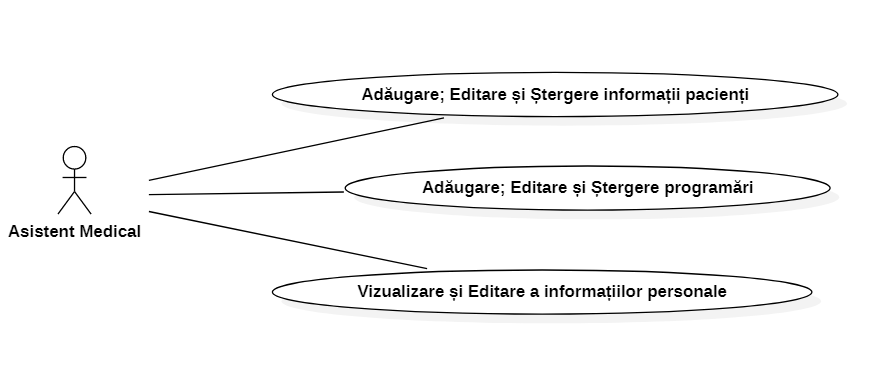 Adăugare; Editare și Ștergere informații pacienți
Adăugare; Editare și Ștergere programări
Asistent Medical
Vizualizare și Editare a informațiilor personale